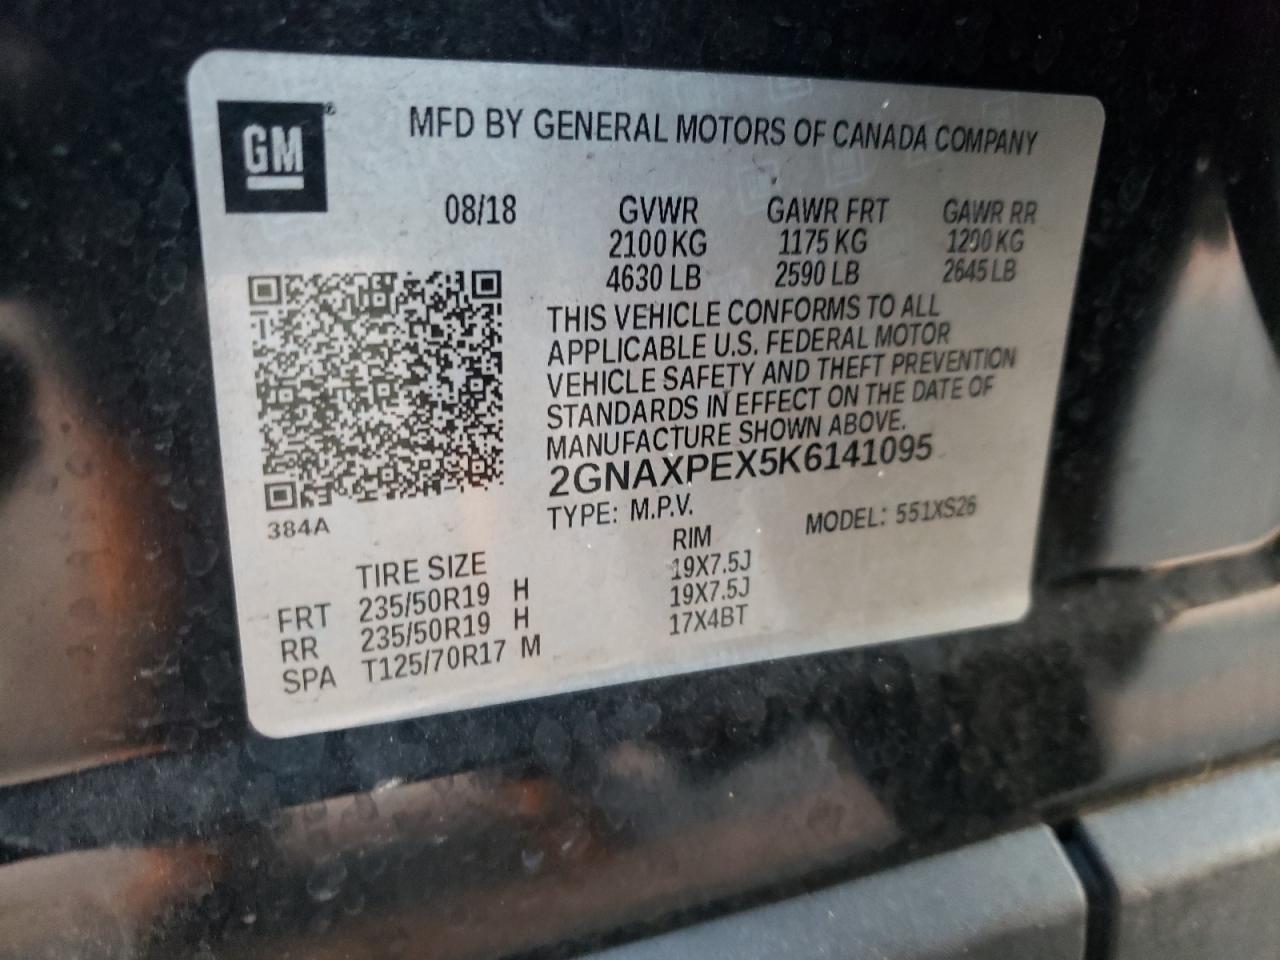 GM ®
MFD BY GENERAL MOTORS OF CANADA COMPANY
08/18 GVWR GAWR FRT GAWR RR
2100 KG 1175 KG 1200 KG
4630 LB 2590 LB 2645 LB
THIS VEHICLE CONFORMS TO ALL
APPLICABLE U.S. FEDERAL MOTOR
VEHICLE SAFETY AND THEFT PREVENTION
STANDARDS IN EFFECT ON THE DATE OF
MANUFACTURE SHOWN ABOVE.
2GNAXPEX5K6141095
384A
TYPE: M.P.V. MODEL: 551XS26
TIRE SIZE RIM
FRT 235/50R19 H 19X7.5J
RR 235/50R19 H 19X7.5J
SPA T125/70R17 M 17X4BT